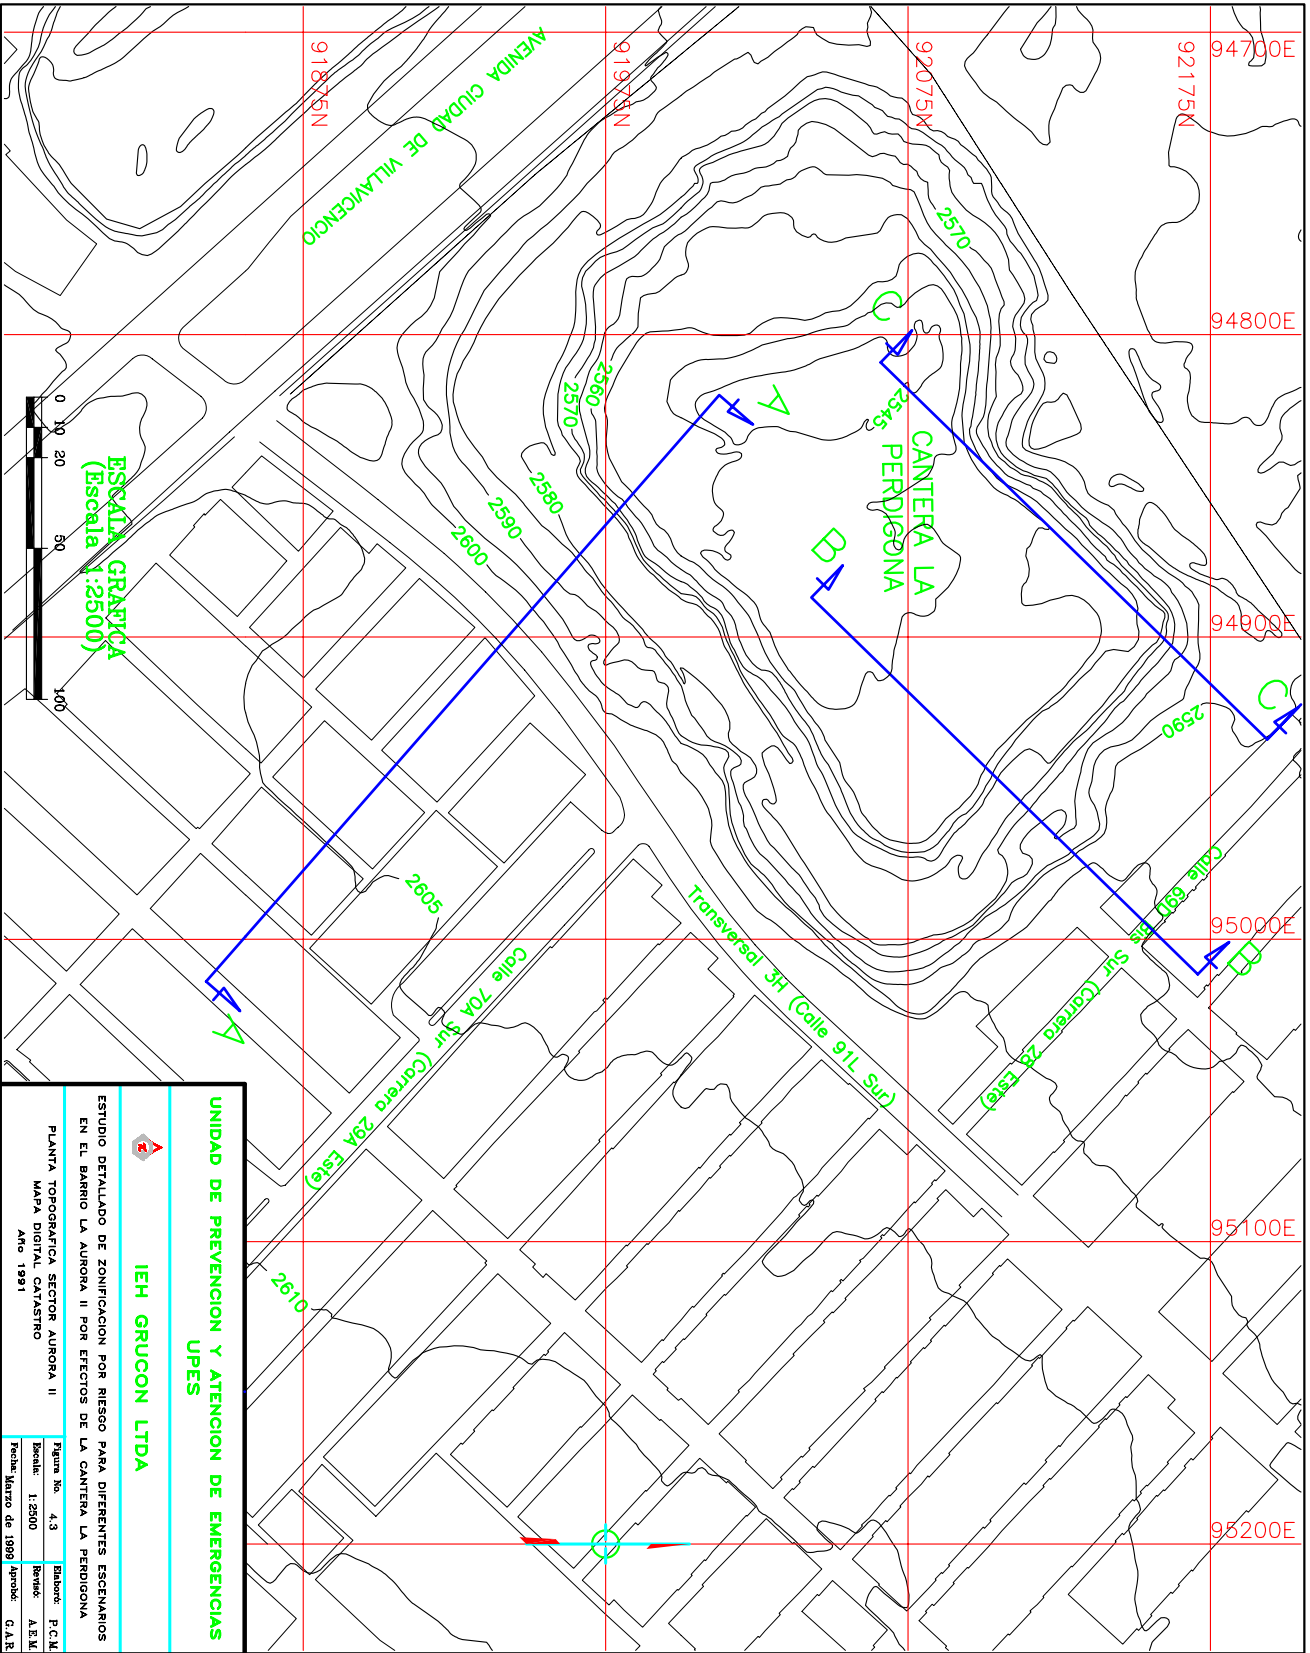 94700E
94800E
94900E
95000E
95100E
95200E
91875N
91975N
92075N
92175N
AVENIDA CIUDAD DE VILLAVICENCIO
2570
2560
2570
2580
2590
2600
2545
2590
2605
2610
CANTERA LA
PERDIGONA
A
A
B
B
C
C
Transversal 3H (Calle 91L Sur)
Calle 69D Bis Sur (Carrera 28 Este)
Calle 70A Sur (Carrera 29A Este)
0 10 20 50 100
ESCALA GRAFICA
(Escala 1:2500)
UNIDAD DE PREVENCION Y ATENCION DE EMERGENCIAS
UPES
IEH GRUCON LTDA
ESTUDIO DETALLADO DE ZONIFICACION POR RIESGO PARA DIFERENTES ESCENARIOS
EN EL BARRIO LA AURORA II POR EFECTOS DE LA CANTERA LA PERDIGONA
PLANTA TOPOGRAFICA SECTOR AURORA II
MAPA DIGITAL CATASTRO
Año 1991
Figura No. 4.3
Elaboró: P.C.M.
Escala: 1:2500
Revisó: A.E.M.
Fecha: Marzo de 1999
Aprobó: G.A.R.